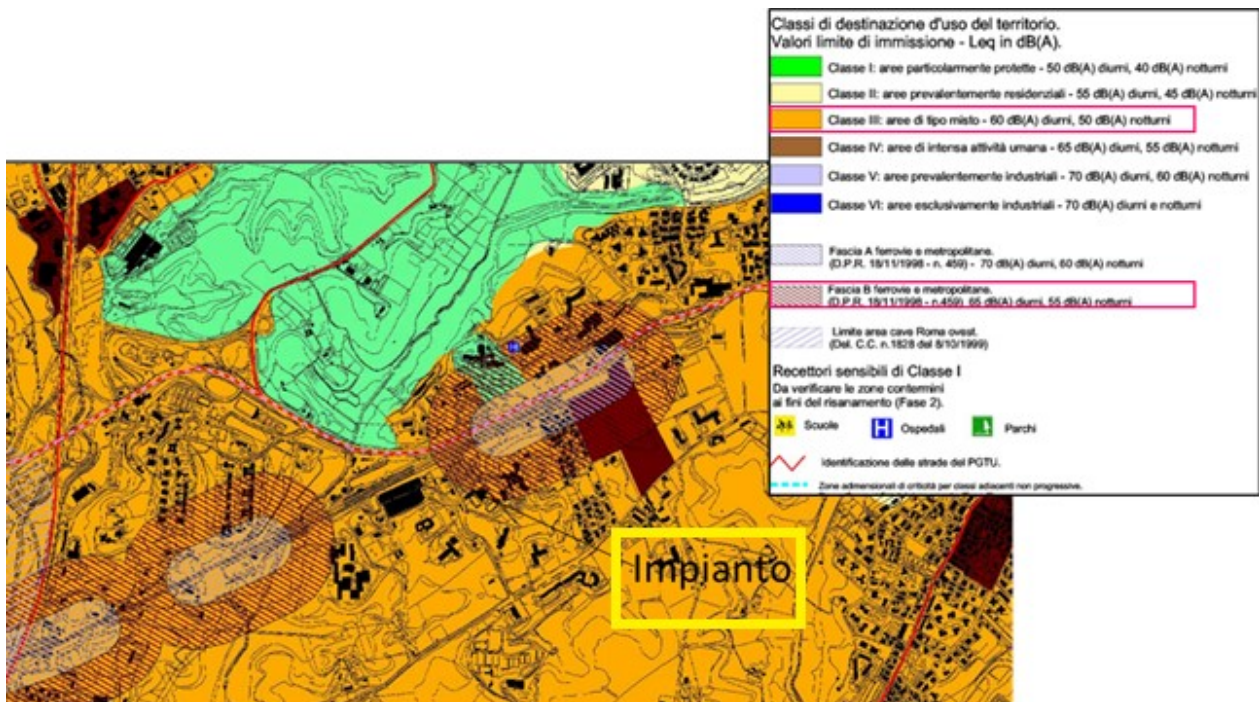 Classi di destinazione d'uso del territorio.
Valori limite di immissione - Leq in dB(A).
Classe I: aree particolarmente protette - 50 dB(A) diurni, 40 dB(A) notturni
Classe II: aree prevalentemente residenziali - 55 dB(A) diurni, 45 dB(A) notturni
Classe III: aree di tipo misto - 60 dB(A) diurni, 50 dB(A) notturni
Classe IV: aree di intensa attività umana - 65 dB(A) diurni, 55 dB(A) notturni
Classe V: aree prevalentemente industriali - 70 dB(A) diurni, 60 dB(A) notturni
Classe VI: aree esclusivamente industriali - 70 dB(A) diurni e notturni
Fascia A ferrovie e metropolitane.
(D.P.R. 18/11/1998 - n. 459) - 70 dB(A) diurni, 60 dB(A) notturni
Fascia B ferrovie e metropolitane.
(D.P.R. 18/11/1998 - n.459) 65 dB(A) diurni, 55 dB(A) notturni
Limite area cave Roma ovest.
(Del. C.C. n.1828 del 8/10/1999)
Recettori sensibili di Classe I
Da verificare le zone contermini
ai fini del risanamento (Fase 2).
Scuole
H Ospedali
Parchi
Identificazione delle strade del PGTU.
Zone admensionali di criticità per classi adiacenti non progressive.
H
Impianto